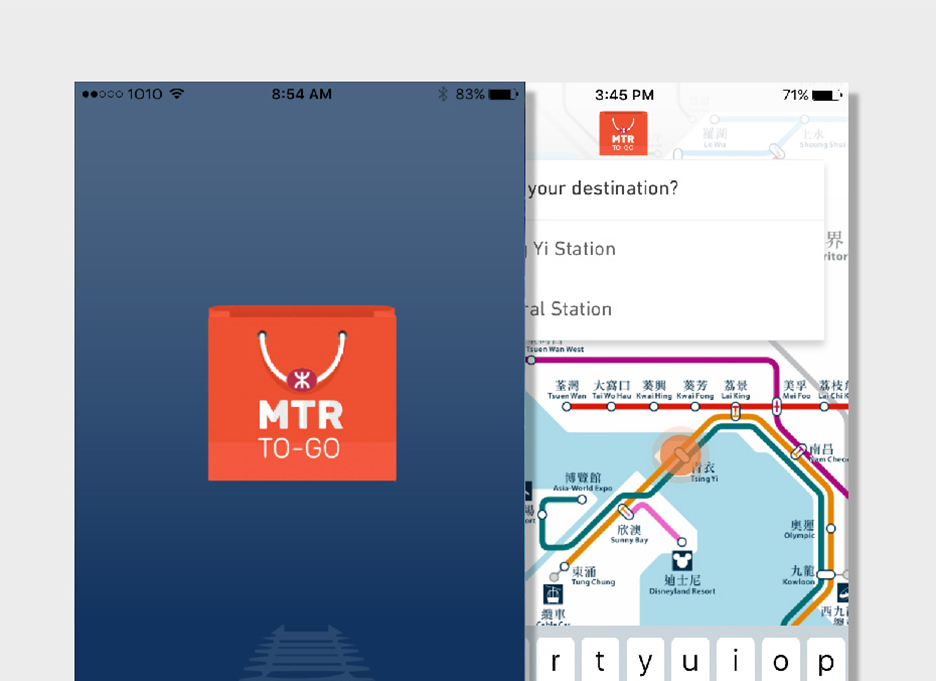 1010
8:54 AM
83%
MTR
TO-GO
3:45 PM
71%
MTR
TO-GO
羅湖
Lo Wu
上水
Sheung Shui
your destination?
Yi Station
ral Station
界
ritor
Tsuen Wan West
荃灣
Tsuen Wan
大窩口
Tai Wo Hau
葵興
Kwai Hing
葵芳
Kwai Fong
荔景
Lai King
美孚
Mei Foo
荔枝
Lai Chi K
南昌
Nam Cheo
青衣
Tsing Yi
博覽館
Asia-World Expo
場
ort
欣澳
Sunny Bay
奧運
Olympic
東涌
Tung Chung
迪士尼
Disneyland Resort
九龍
Kowloon
纜車
Cable Car
西九
r t y u i o p